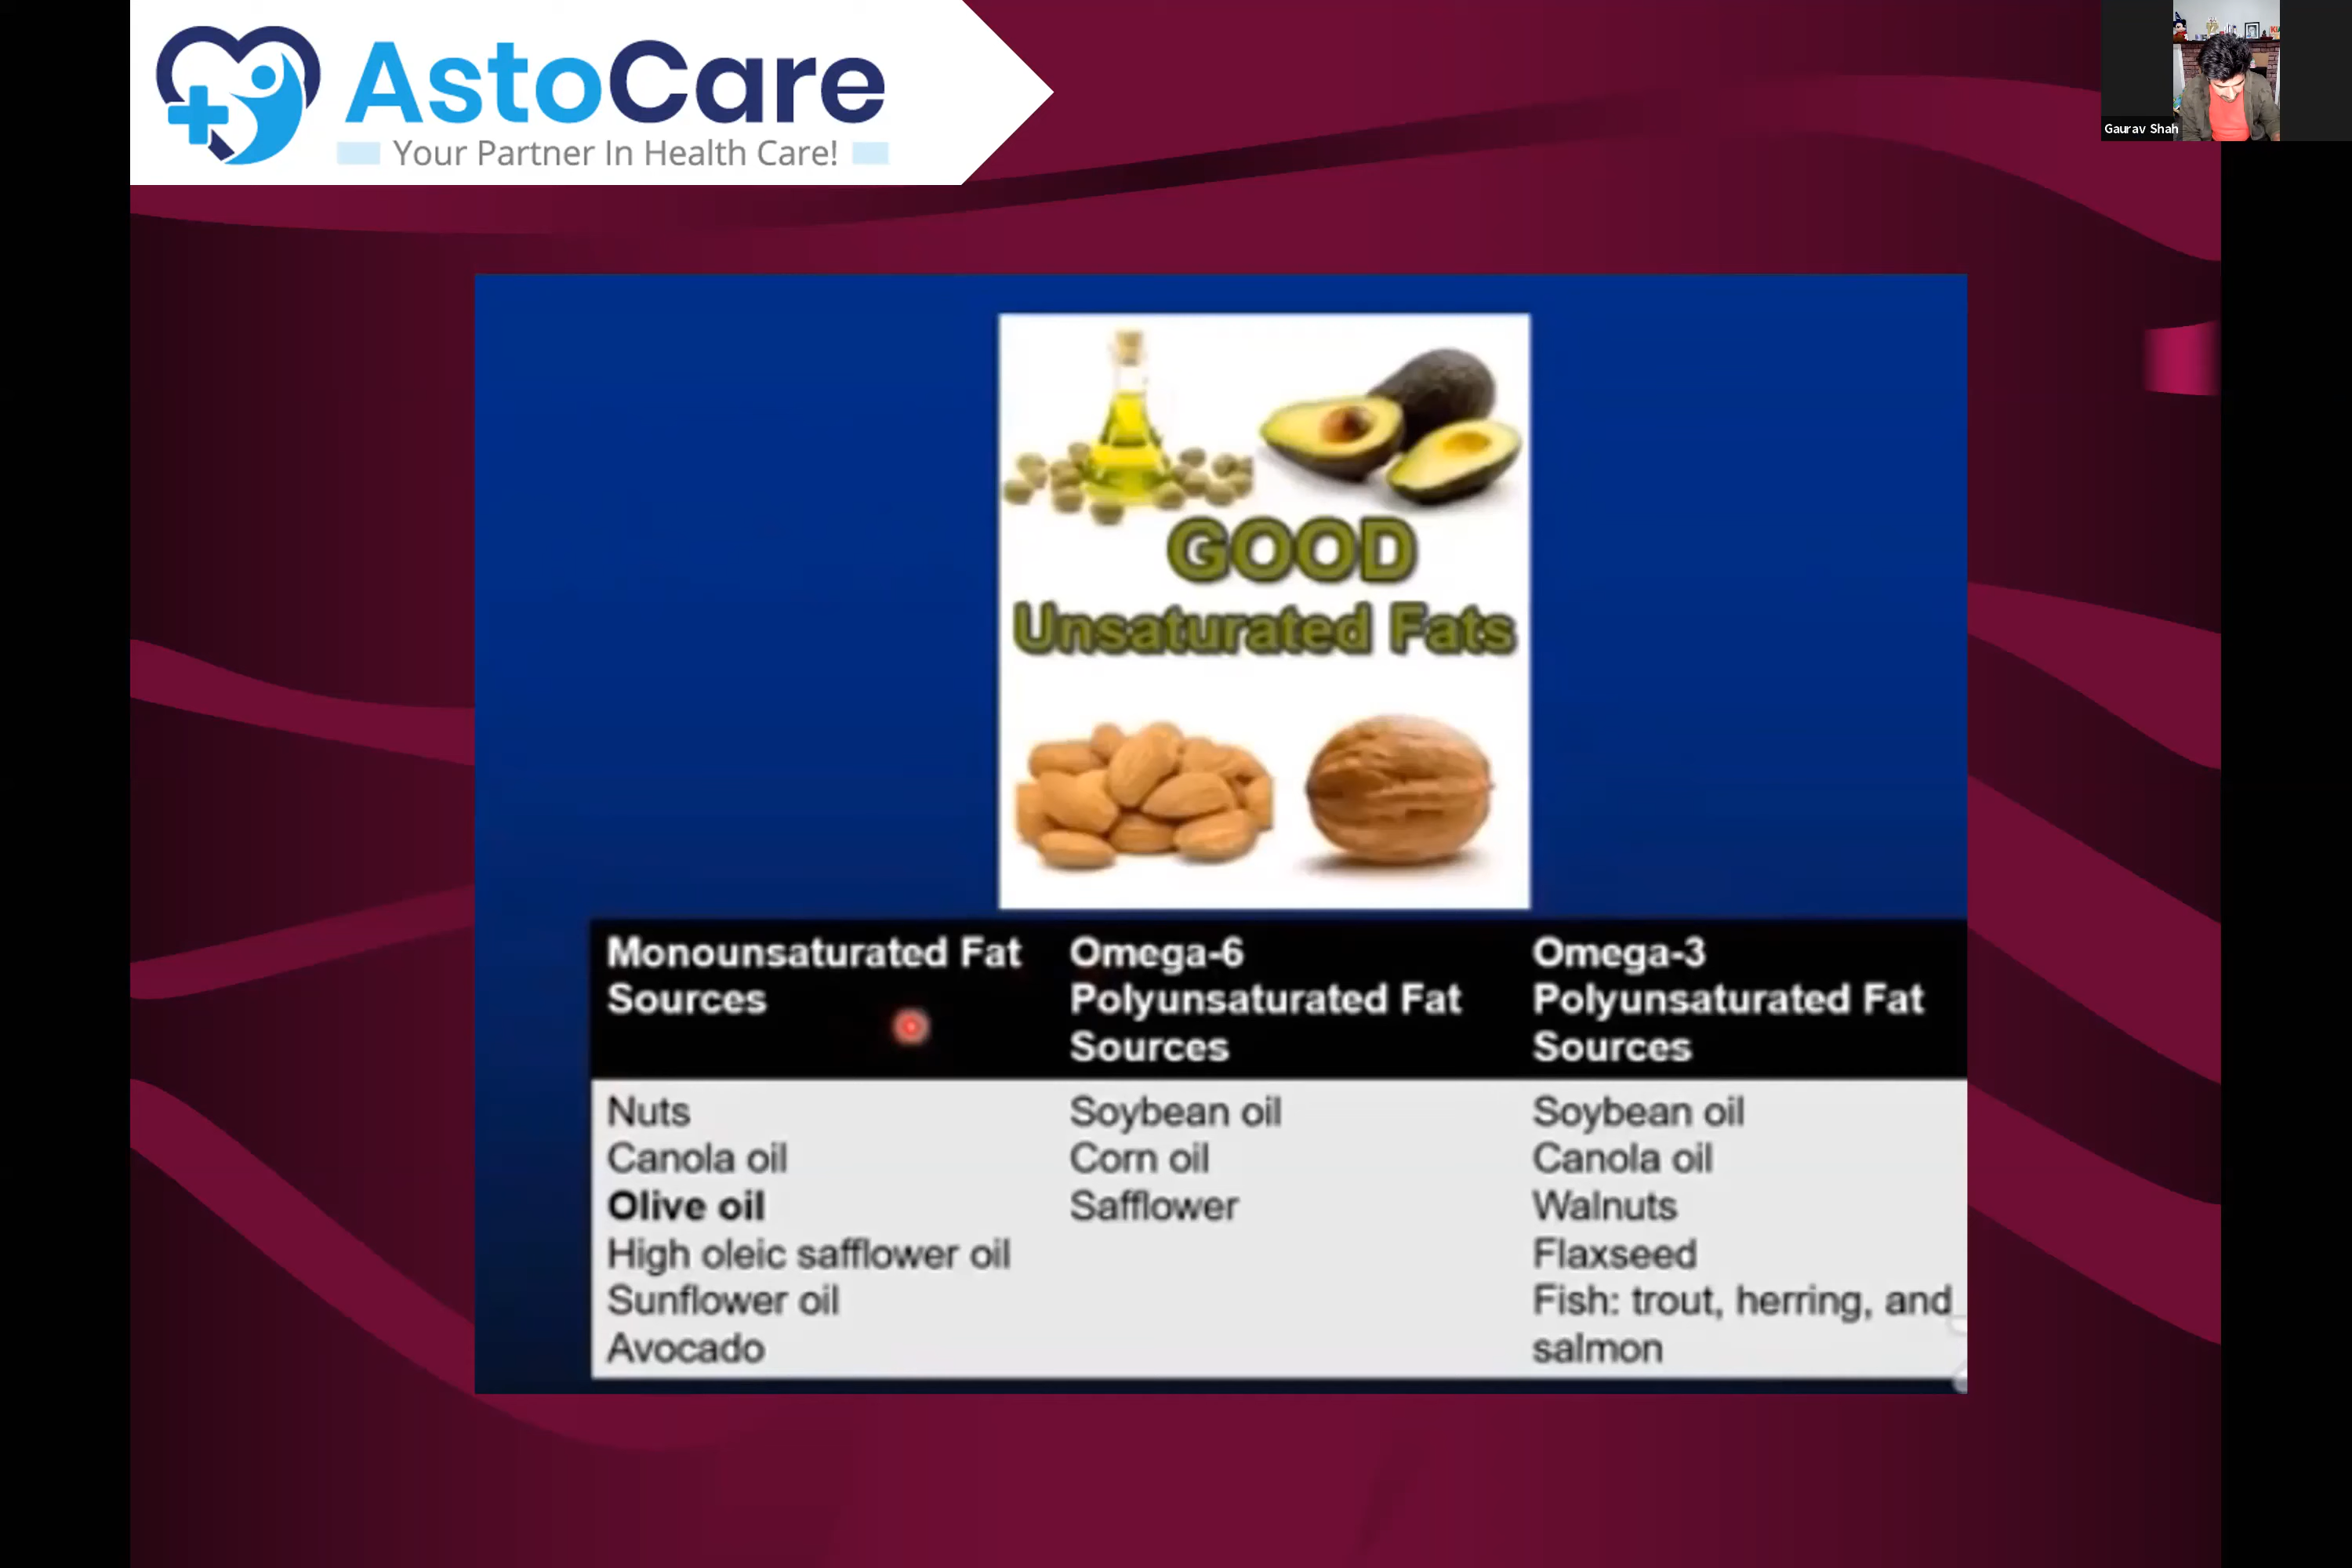 AstoCare
Your Partner In Health Care!
Gaurav Shah
GOOD
Unsaturated Fats
Monounsaturated Fat
Sources
Omega-6
Polyunsaturated Fat
Sources
Omega-3
Polyunsaturated Fat
Sources
Nuts
Canola oil
Olive oil
High oleic safflower oil
Sunflower oil
Avocado
Soybean oil
Corn oil
Safflower
Soybean oil
Canola oil
Walnuts
Flaxseed
Fish: trout, herring, and
salmon